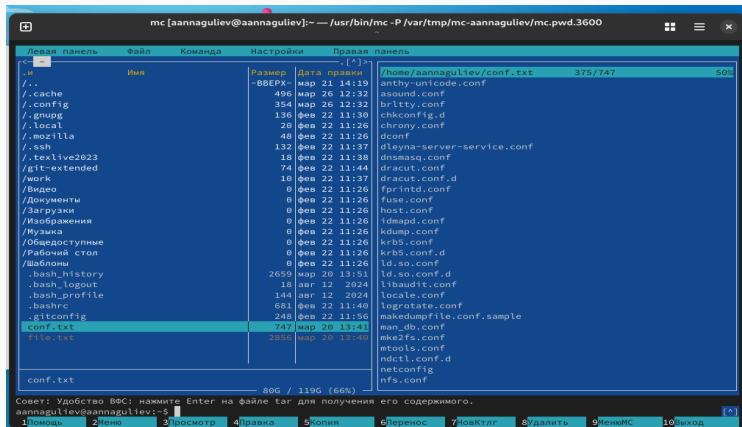 mc [aannaguliev@aannaguliev]:~ — /usr/bin/mc -P /var/tmp/mc-aannaguliev/mc.pwd.3600
~
Левая панель Файл Команда Настройки Правая панель
<- ~ .[^]>
.и Имя Размер Дата правки /home/aannaguliev/conf.txt 375/747 50%
/.. -ВВЕРХ- мар 21 14:19 anthy-unicode.conf
/.cache 496 мар 26 12:32 asound.conf
/.config 354 мар 26 12:32 brltty.conf
/.gnupg 136 фев 22 11:30 chkconfig.d
/.local 20 фев 22 11:26 chrony.conf
/.mozilla 48 фев 22 11:26 dconf
/.ssh 132 фев 22 11:37 dleyna-server-service.conf
/.texlive2023 18 фев 22 11:38 dnsmasq.conf
/git-extended 74 фев 22 11:44 dracut.conf
/work 10 фев 22 11:37 dracut.conf.d
/Видео 0 фев 22 11:26 fprintd.conf
/Документы 0 фев 22 11:26 fuse.conf
/Загрузки 0 фев 22 11:26 host.conf
/Изображения 0 фев 22 11:26 idmapd.conf
/Музыка 0 фев 22 11:26 kdump.conf
/Общедоступные 0 фев 22 11:26 krb5.conf
/Рабочий стол 0 фев 22 11:26 krb5.conf.d
/Шаблоны 0 фев 22 11:26 ld.so.conf
.bash_history 2659 мар 20 13:51 ld.so.conf.d
.bash_logout 18 авг 12 2024 libaudit.conf
.bash_profile 144 авг 12 2024 locale.conf
.bashrc 681 фев 22 11:40 logrotate.conf
.gitconfig 248 фев 22 11:56 makedumpfile.conf.sample
conf.txt 747 мар 20 13:41 man_db.conf
file.txt 2856 мар 20 13:40 mke2fs.conf
mtools.conf
ndctl.conf.d
netconfig
conf.txt nfs.conf
80G / 119G (66%)
Совет: Удобство ВФС: нажмите Enter на файле tar для получения его содержимого.
aannaguliev@aannaguliev:~$ [^]
1Помощь 2Меню 3Просмотр 4Правка 5Копия 6Перенос 7НовКтлг 8Удалить 9МенюМС 10Выход